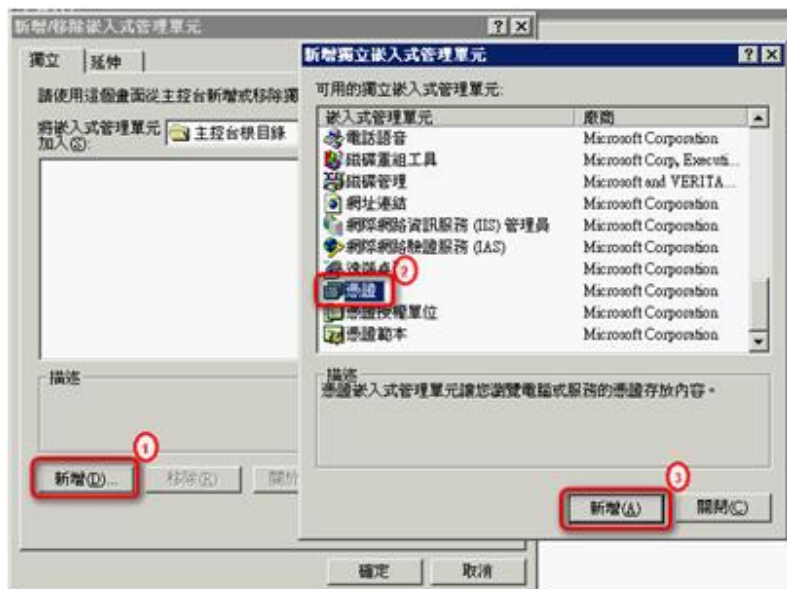 新增/移除嵌入式管理單元
獨立
延伸
請使用這個畫面從主控台新增或移除獨
將嵌入式管理單元
加入(S):
主控台根目錄
描述
1
新增(D)...
移除(R)
關於
確定
取消
新增獨立嵌入式管理單元
可用的獨立嵌入式管理單元:
嵌入式管理單元 廠商
電話語音 Microsoft Corporation
磁碟重組工具 Microsoft Corp, Executi...
磁碟管理 Microsoft and VERITA...
網址連結 Microsoft Corporation
網際網路資訊服務 (IIS) 管理員 Microsoft Corporation
網際網路驗證服務 (IAS) Microsoft Corporation
遠端桌 Microsoft Corporation
2
憑證 Microsoft Corporation
憑證授權單位 Microsoft Corporation
憑證範本 Microsoft Corporation
描述
憑證嵌入式管理單元讓您瀏覽電腦或服務的憑證存放內容。
3
新增(A)
關閉(C)